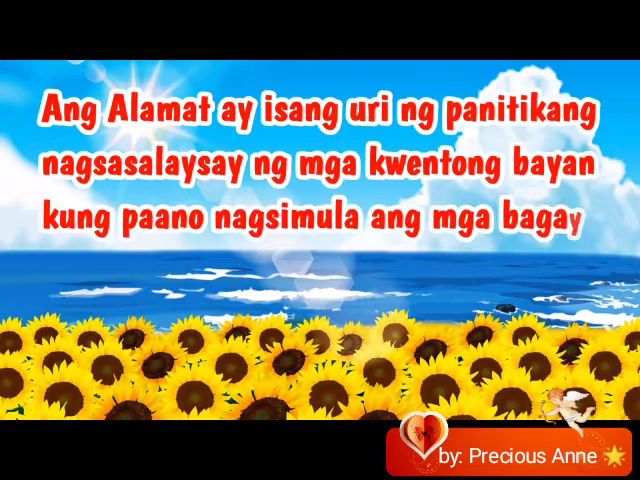 Ang Alamat ay isang uri ng panitikang
nagsasalaysay ng mga kwentong bayan
kung paano nagsimula ang mga bagay
by: Precious Anne 🌟